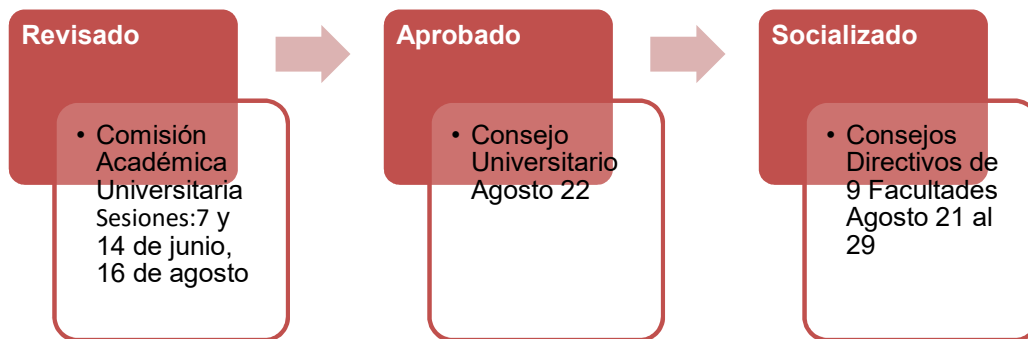 Revisado
• Comisión
Académica
Universitaria
Sesiones:7 y
14 de junio,
16 de agosto
Aprobado
• Consejo
Universitario
Agosto 22
Socializado
• Consejos
Directivos de
9 Facultades
Agosto 21 al
29